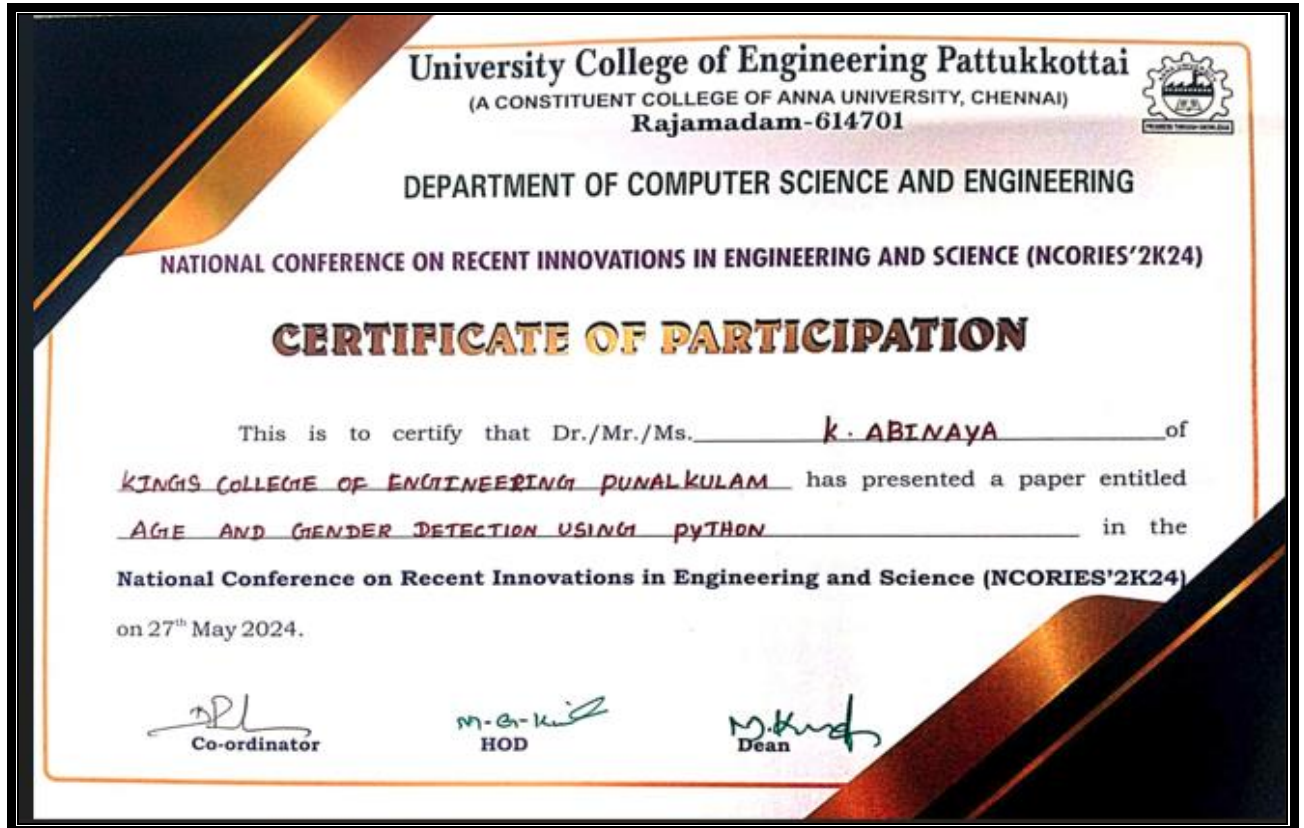 University College of Engineering Pattukkottai
(A CONSTITUENT COLLEGE OF ANNA UNIVERSITY, CHENNAI)
Rajamadam-614701
DEPARTMENT OF COMPUTER SCIENCE AND ENGINEERING
NATIONAL CONFERENCE ON RECENT INNOVATIONS IN ENGINEERING AND SCIENCE (NCORIES'2K24)
CERTIFICATE OF PARTICIPATION
This is to certify that Dr./Mr./Ms. K. ABINAYA of
KINGS COLLEGE OF ENGINEERING PUNALKULAM has presented a paper entitled
AGE AND GENDER DETECTION USING PYTHON in the
National Conference on Recent Innovations in Engineering and Science (NCORIES'2K24)
on 27th May 2024.
Co-ordinator
HOD
Dean